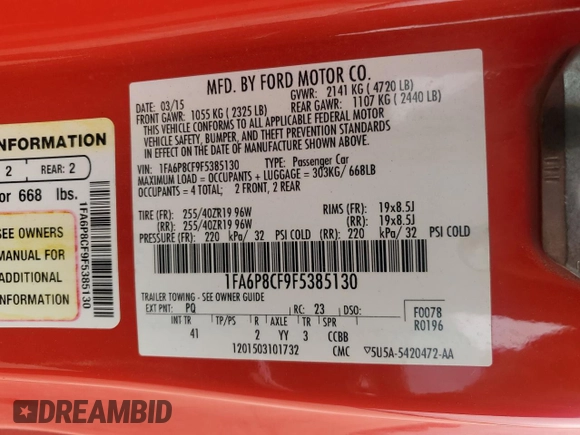 MFD. BY FORD MOTOR CO.
DATE: 03/15 GVWR: 2141 KG ( 4720 LB)
FRONT GAWR: 1055 KG ( 2325 LB) REAR GAWR: 1107 KG ( 2440 LB)
THIS VEHICLE CONFORMS TO ALL APPLICABLE FEDERAL MOTOR
VEHICLE SAFETY, BUMPER, AND THEFT PREVENTION STANDARDS
IN EFFECT ON THE DATE OF MANUFACTURE SHOWN ABOVE.
VIN: 1FA6P8CF9F5385130 TYPE: Passenger Car
MAXIMUM LOAD = OCCUPANTS + LUGGAGE = 303KG/ 668LB
OCCUPANTS = 4 TOTAL; 2 FRONT, 2 REAR
TIRE (FR): 255/40ZR19 96W RIMS (FR): 19x8.5J
(RR): 255/40ZR19 96W (RR): 19x8.5J
PRESSURE (FR): 220 kPa/ 32 PSI COLD (RR): 220 kPa/ 32 PSI COLD
1FA6P8CF9F5385130
TRAILER TOWING - SEE OWNER GUIDE
EXT PNT: PQ RC: 23 F007B
R0196
INT TR TP/PS R AXLE TR SPR
41 2 YY 3 CCBB
1201503101732 CMC 5U5A-5420472-AA
INFORMATION
2 REAR: 2
or 668 lbs.
SEE OWNERS
MANUAL FOR
ADDITIONAL
INFORMATION
1FA6P8CF9F5385130
DREAMBID